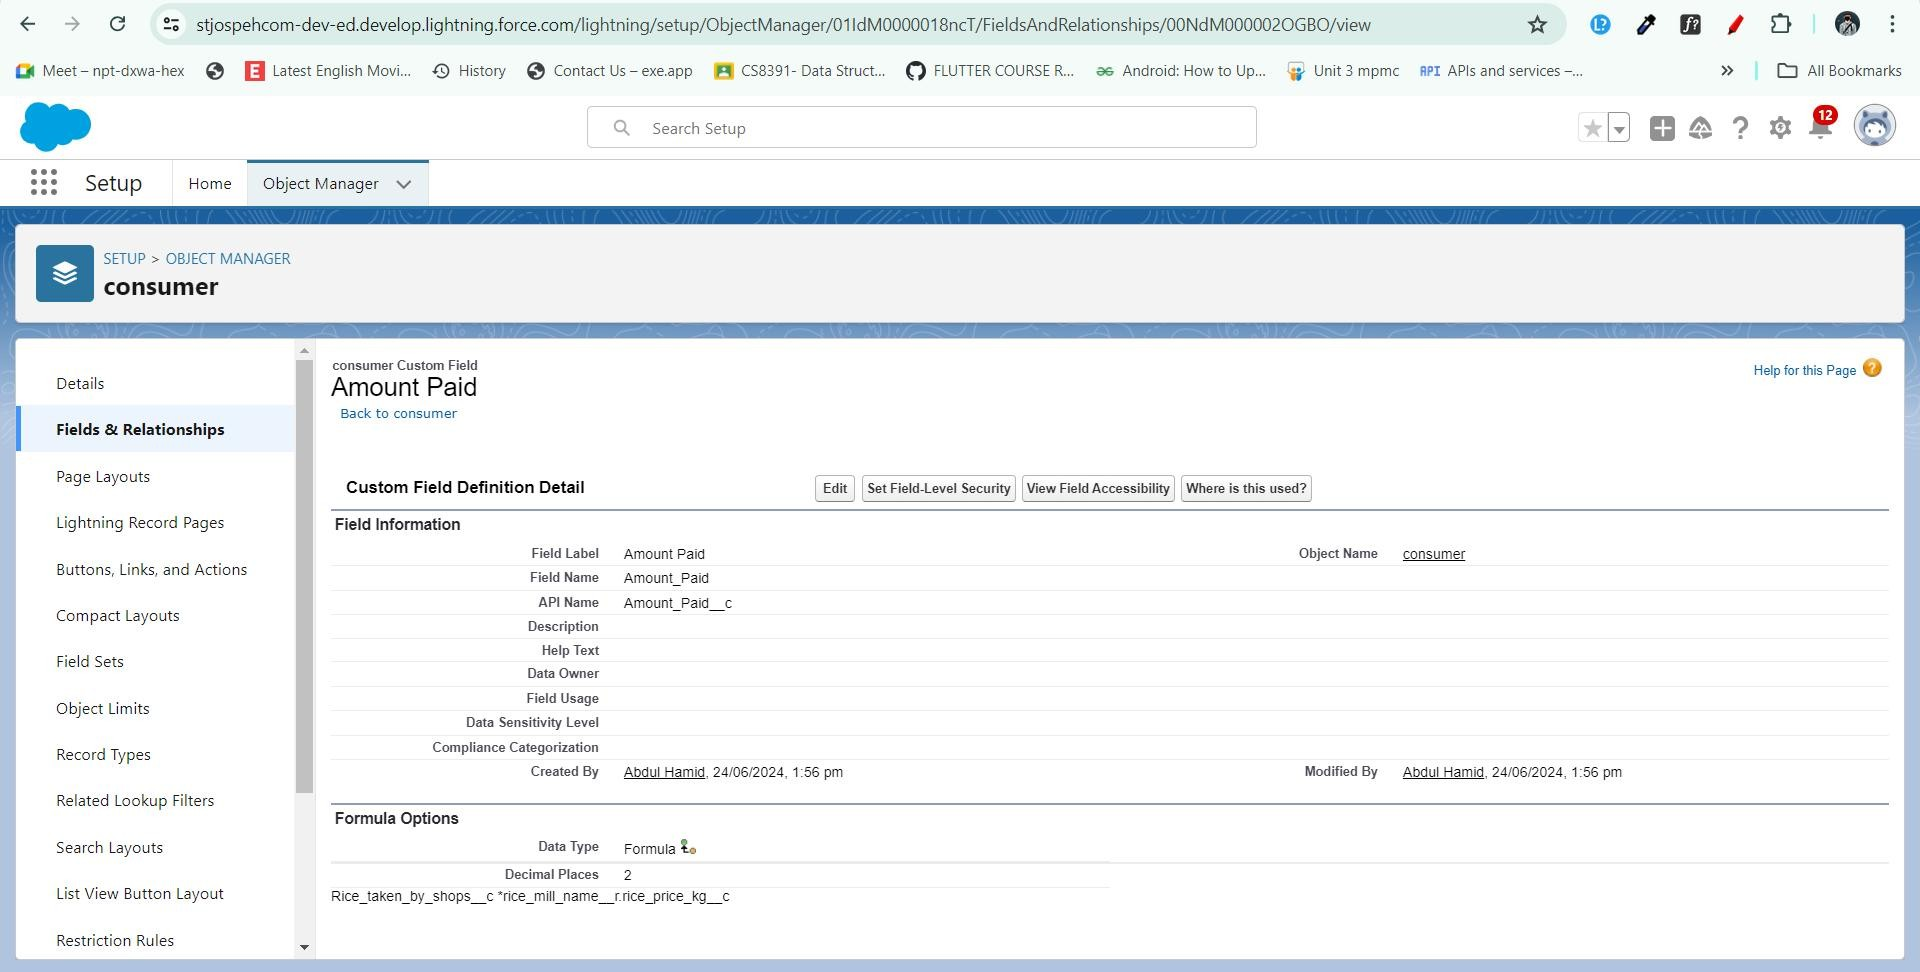 stjospehcom-dev-ed.develop.lightning.force.com/lightning/setup/ObjectManager/01IdM0000018ncT/FieldsAndRelationships/00NdM000002OGBO/view
Meet – npt-dxwa-hex
E Latest English Movi...
History
Contact Us – exe.app
CS8391- Data Struct...
FLUTTER COURSE R...
Android: How to Up...
Unit 3 mpmc
API APIs and services –...
All Bookmarks
Search Setup
12
Setup
Home
Object Manager
SETUP > OBJECT MANAGER
consumer
Details
Fields & Relationships
Page Layouts
Lightning Record Pages
Buttons, Links, and Actions
Compact Layouts
Field Sets
Object Limits
Record Types
Related Lookup Filters
Search Layouts
List View Button Layout
Restriction Rules
consumer Custom Field
Amount Paid
Back to consumer
Help for this Page
Custom Field Definition Detail
Edit
Set Field-Level Security
View Field Accessibility
Where is this used?
Field Information
Field Label Amount Paid
Object Name consumer
Field Name Amount_Paid
API Name Amount_Paid__c
Description
Help Text
Data Owner
Field Usage
Data Sensitivity Level
Compliance Categorization
Created By Abdul Hamid, 24/06/2024, 1:56 pm
Modified By Abdul Hamid, 24/06/2024, 1:56 pm
Formula Options
Data Type Formula
Decimal Places 2
Rice_taken_by_shops__c *rice_mill_name__r.rice_price_kg__c